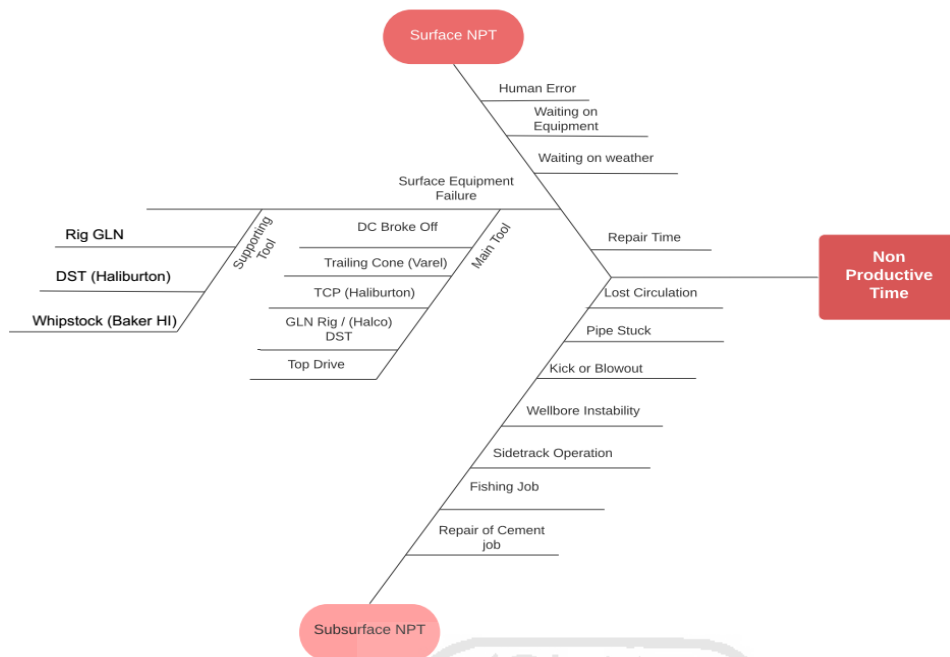 Surface NPT
Human Error
Waiting on
Equipment
Waiting on weather
Surface Equipment
Failure
Supporting
Tool
Main Tool
Rig GLN
DST (Haliburton)
Whipstock (Baker HI)
DC Broke Off
Trailing Cone (Varel)
TCP (Haliburton)
GLN Rig / (Halco)
DST
Top Drive
Repair Time
Non
Productive
Time
Lost Circulation
Pipe Stuck
Kick or Blowout
Wellbore Instability
Sidetrack Operation
Fishing Job
Repair of Cement
job
Subsurface NPT